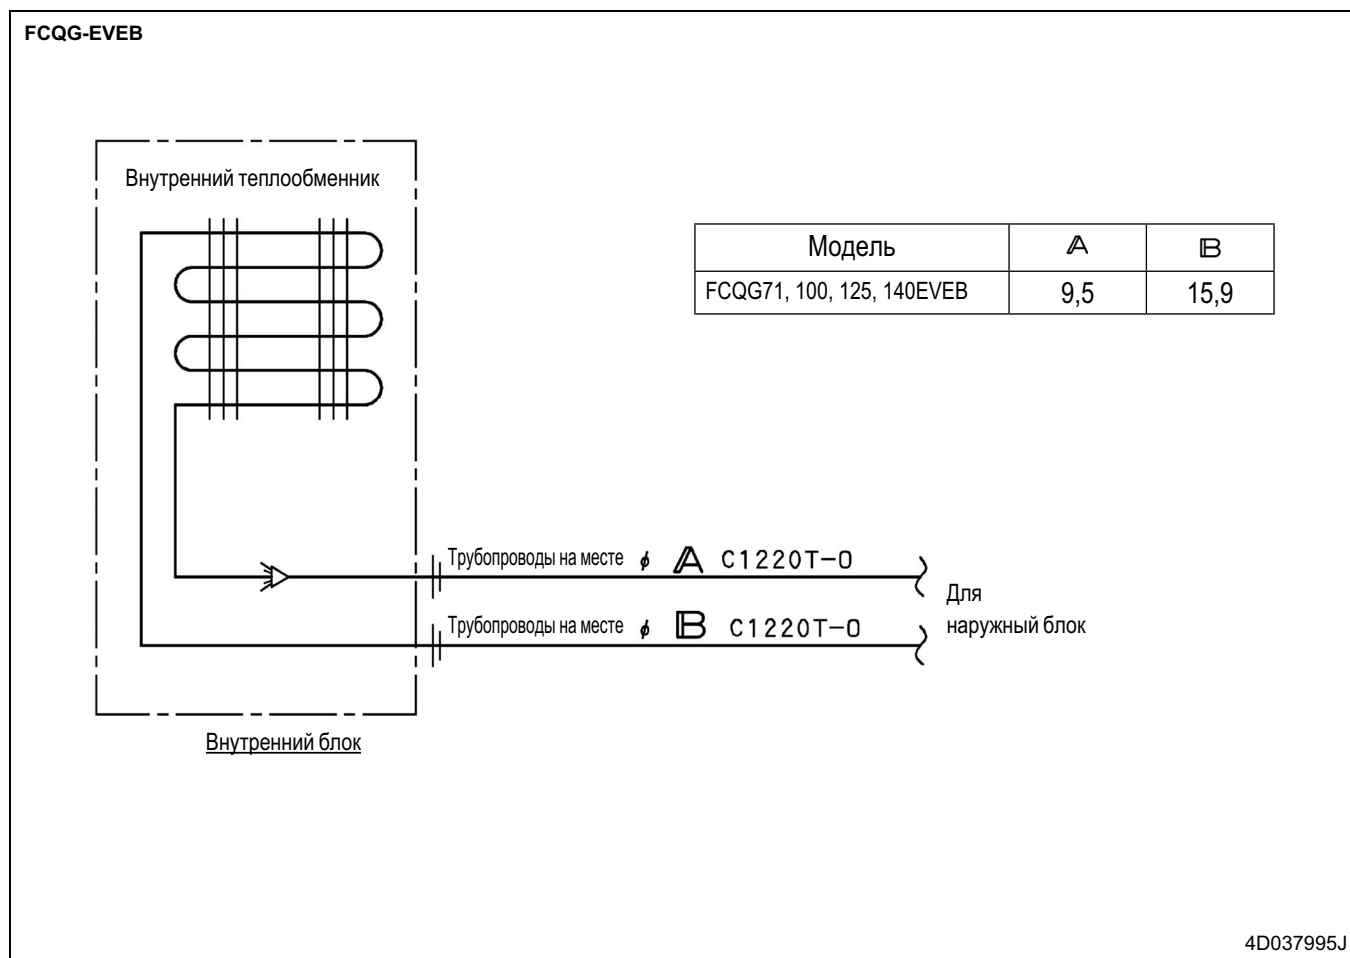 FCQG-EVEB
Внутренний теплообменник
Модель A B
FCQG71, 100, 125, 140EVEB 9,5 15,9
Трубопроводы на месте ϕ A C1220T-O
Для
Трубопроводы на месте ϕ B C1220T-O
наружный блок
Внутренний блок
4D037995J